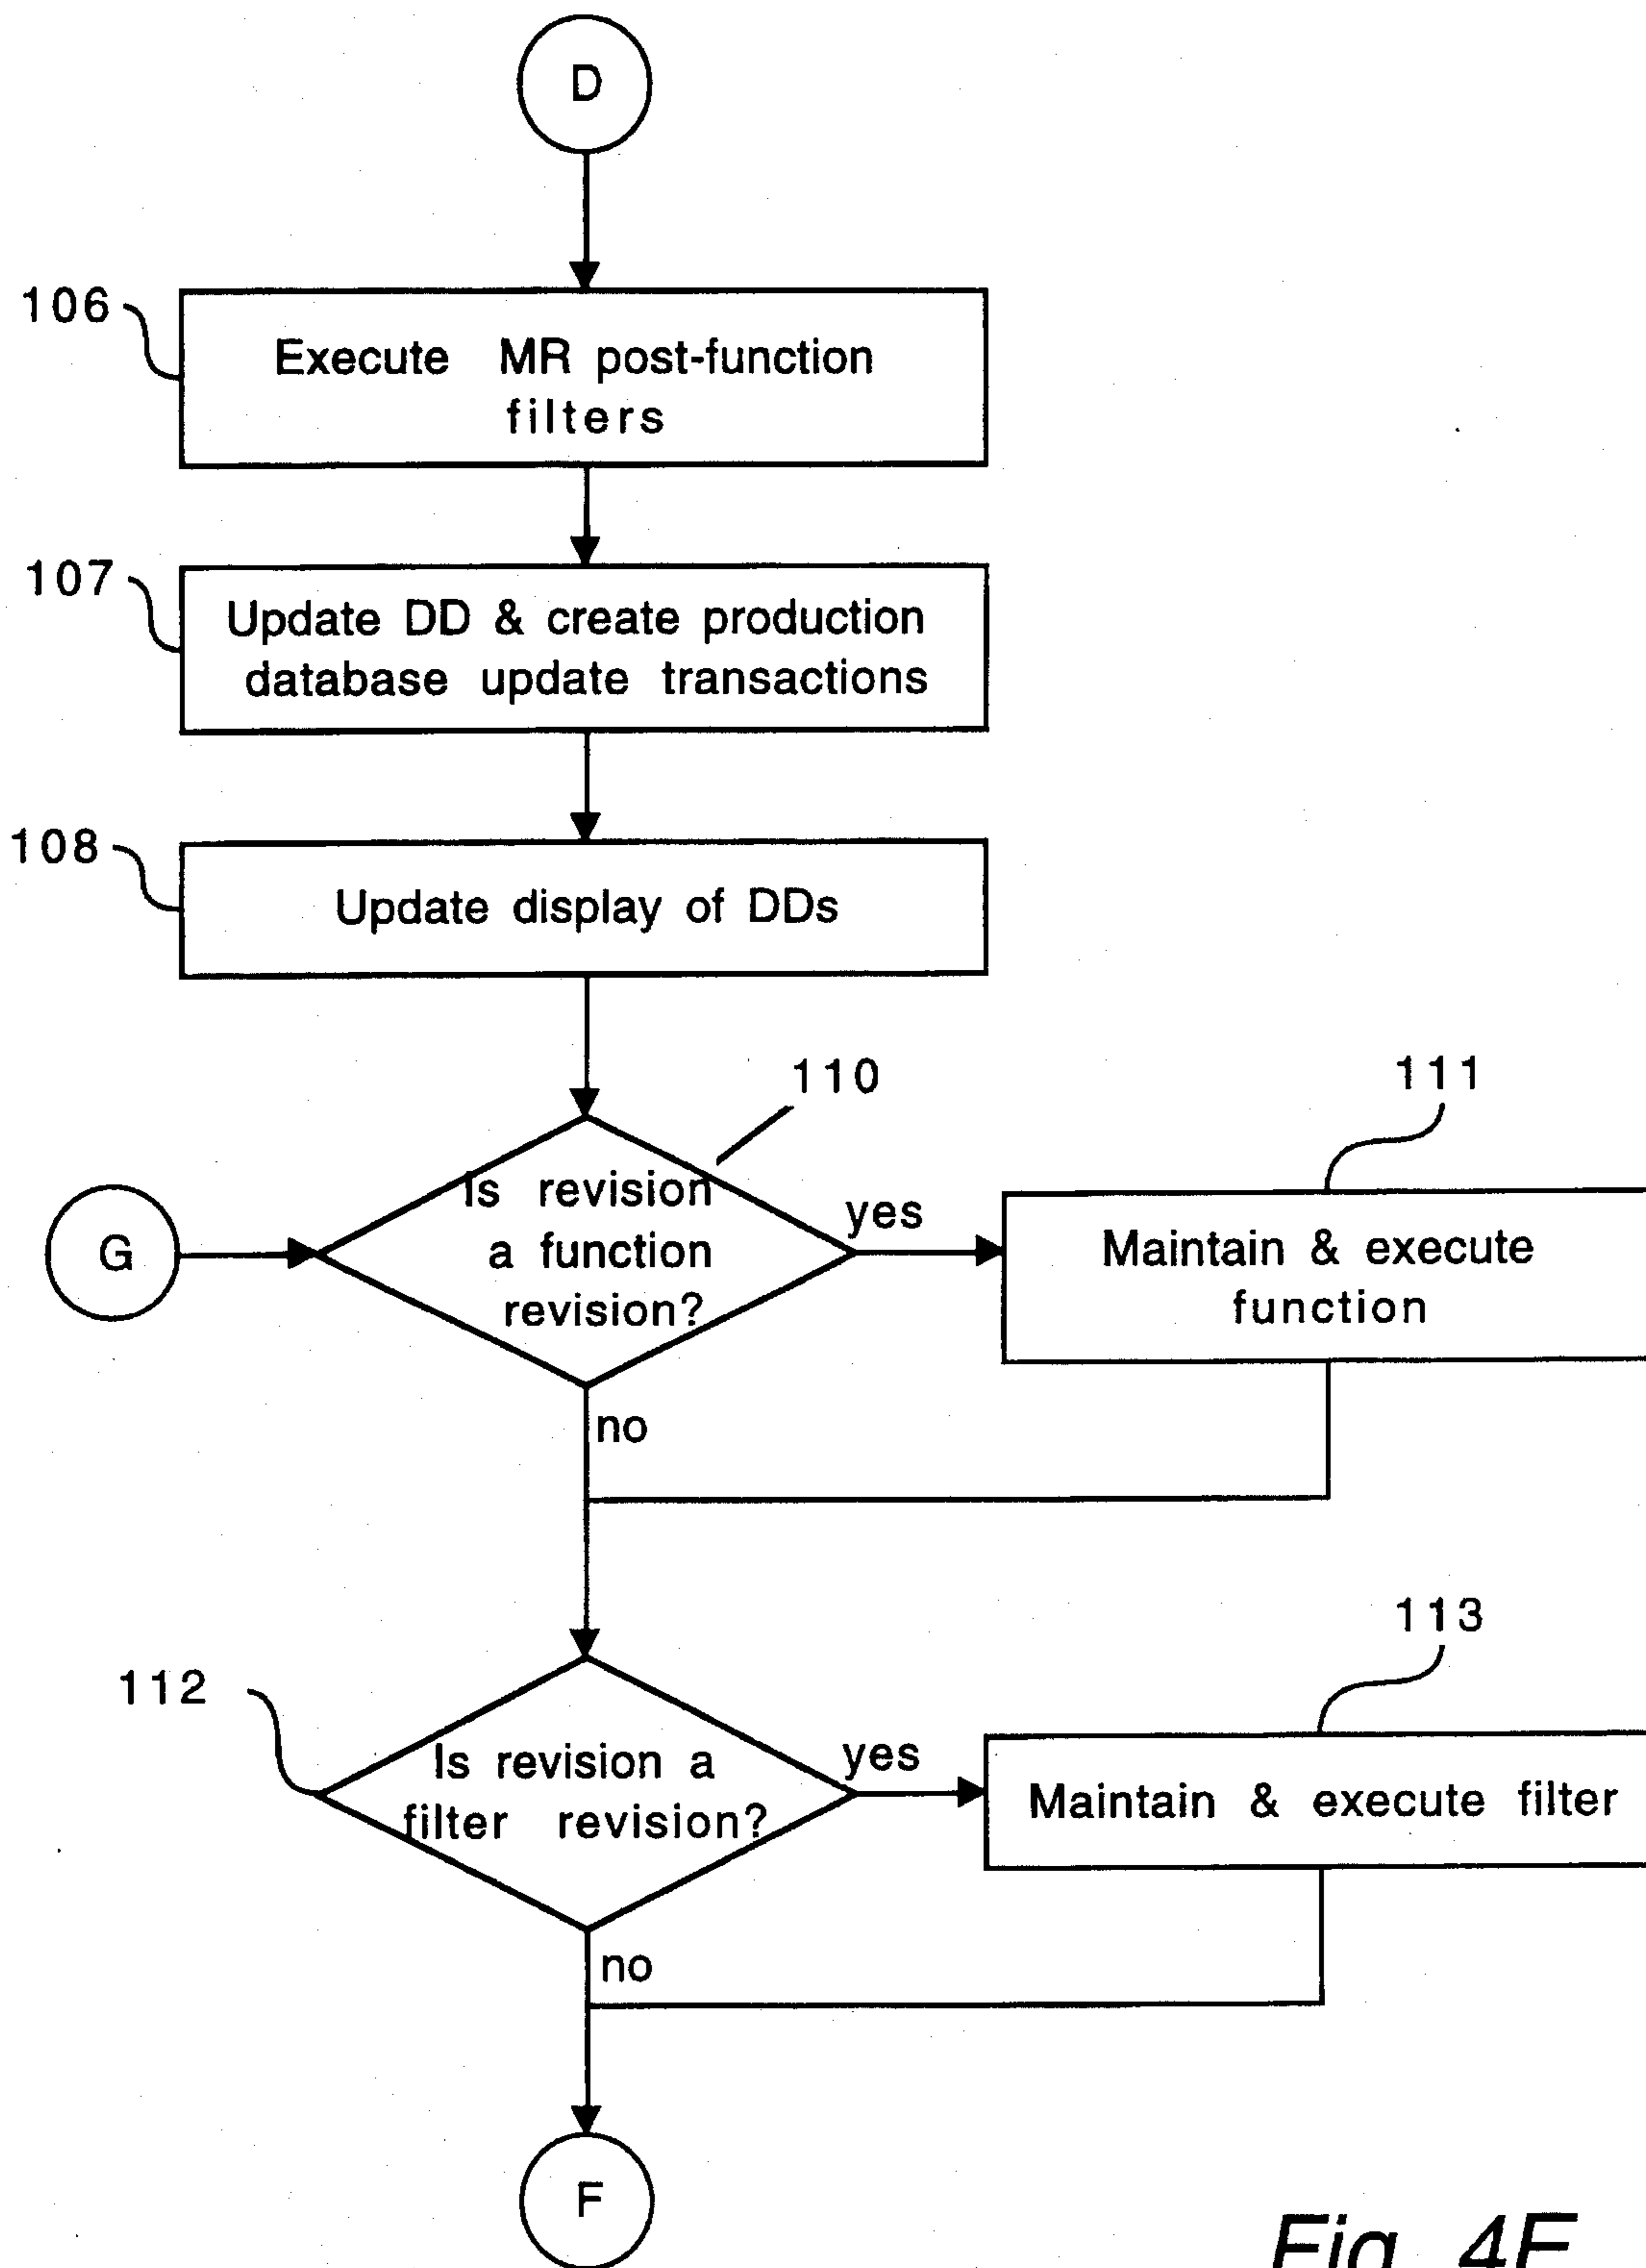 D
106
Execute MR post-function
filters
107
Update DD & create production
database update transactions
108
Update display of DDs
110
111
G
Is revision
a function
revision?
yes
Maintain & execute
function
no
113
112
Is revision a
filter revision?
yes
Maintain & execute filter
no
F
Fig. 4E